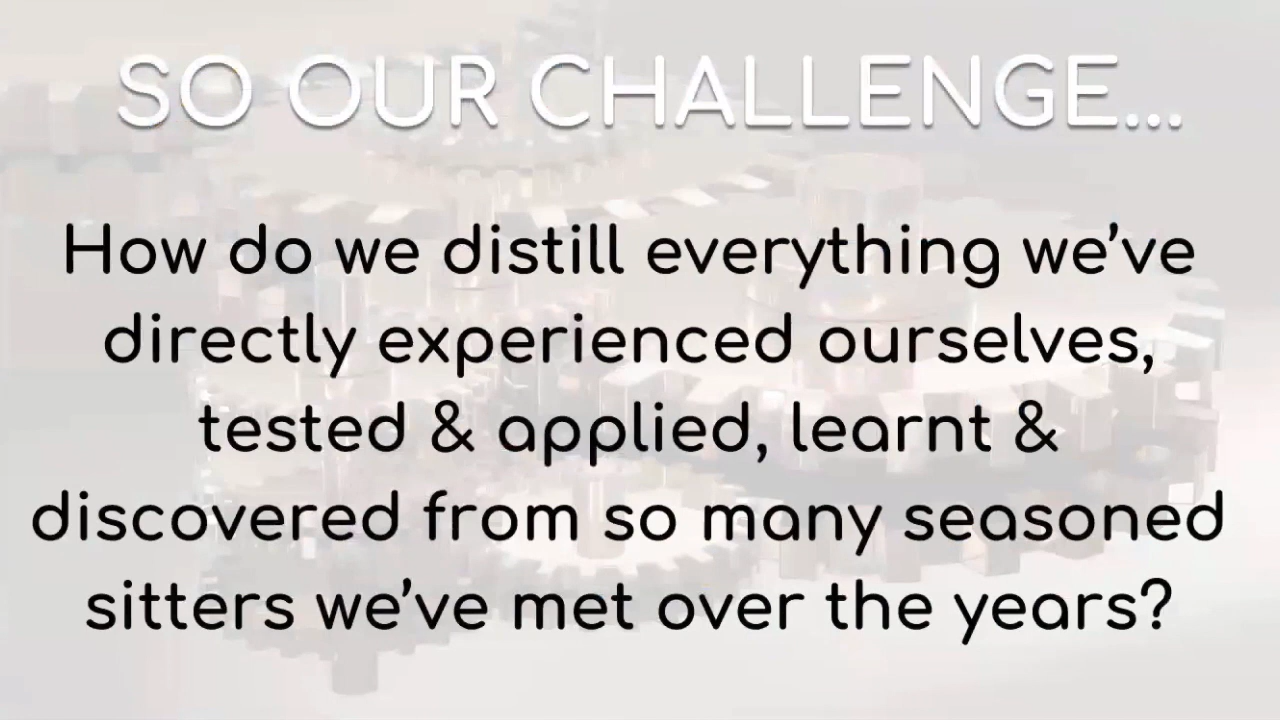 SO OUR CHALLENGE...
How do we distill everything we've
directly experienced ourselves,
tested & applied, learnt &
discovered from so many seasoned
sitters we've met over the years?